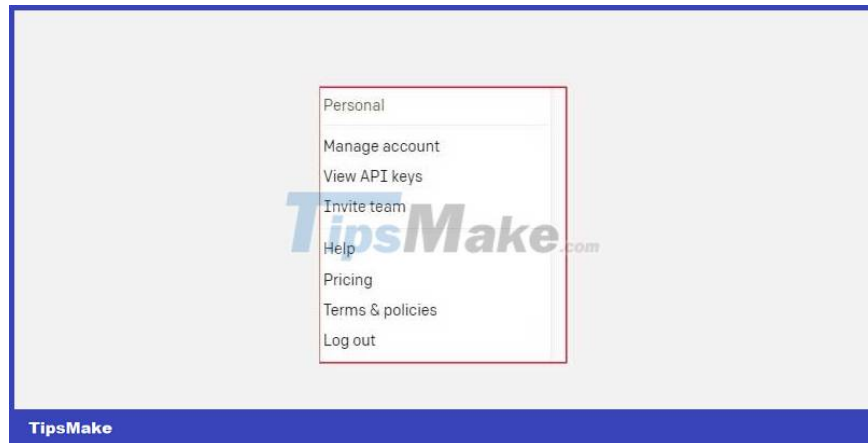 Personal
Manage account
View API keys
Invite team
TipsMake.com
Help
Pricing
Terms & policies
Log out
TipsMake